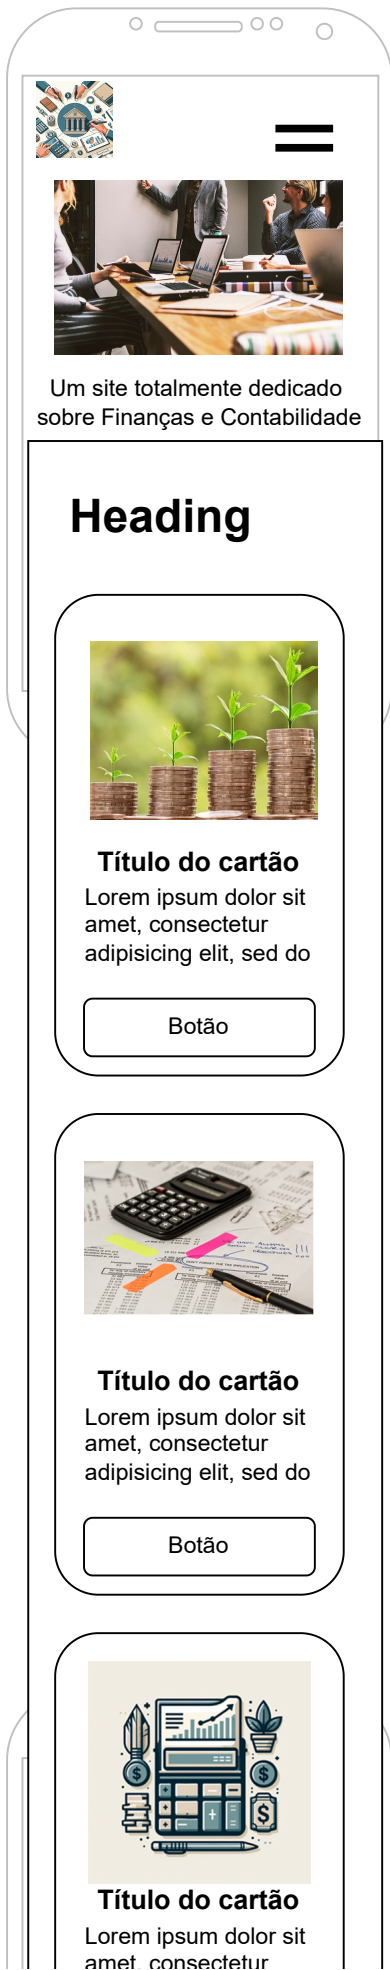 Um site totalmente dedicado
sobre Finanças e Contabilidade
Heading
Título do cartão
Lorem ipsum dolor sit
amet, consectetur
adipisicing elit, sed do
Botão
Título do cartão
Lorem ipsum dolor sit
amet, consectetur
adipisicing elit, sed do
Botão
Título do cartão
Lorem ipsum dolor sit
amet, consectetur